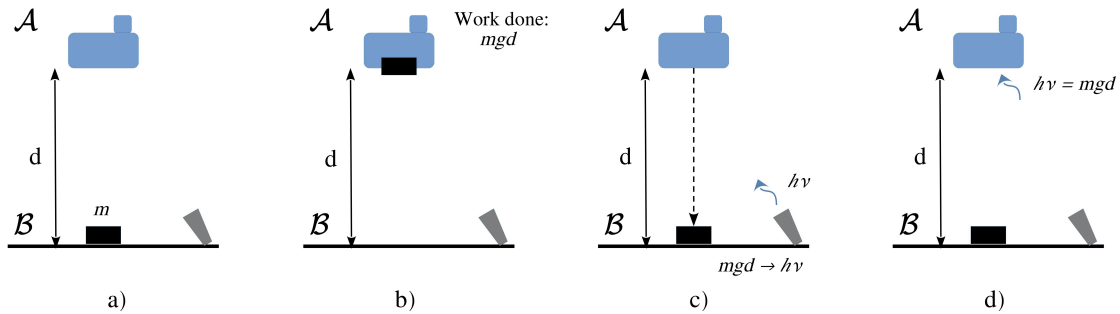 𝒜
d
m
ℬ
a)
𝒜
Work done:
mgd
d
ℬ
b)
𝒜
d
hν
ℬ
mgd → hν
c)
𝒜
hν = mgd
d
ℬ
d)